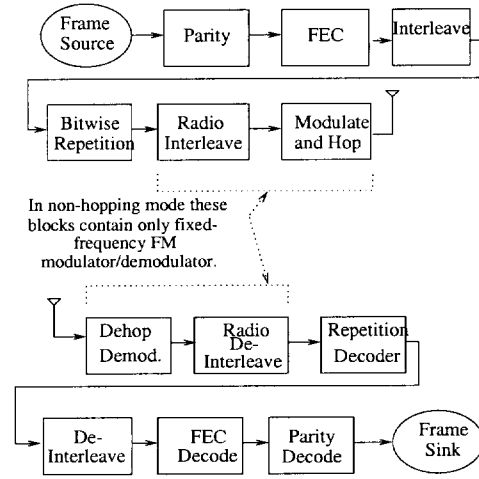 Frame
Source
Parity
FEC
Interleave
Bitwise
Repetition
Radio
Interleave
Modulate
and Hop
In non-hopping mode these
blocks contain only fixed-
frequency FM
modulator/demodulator.
Dehop
Demod.
Radio
De-
Interleave
Repetition
Decoder
De-
Interleave
FEC
Decode
Parity
Decode
Frame
Sink